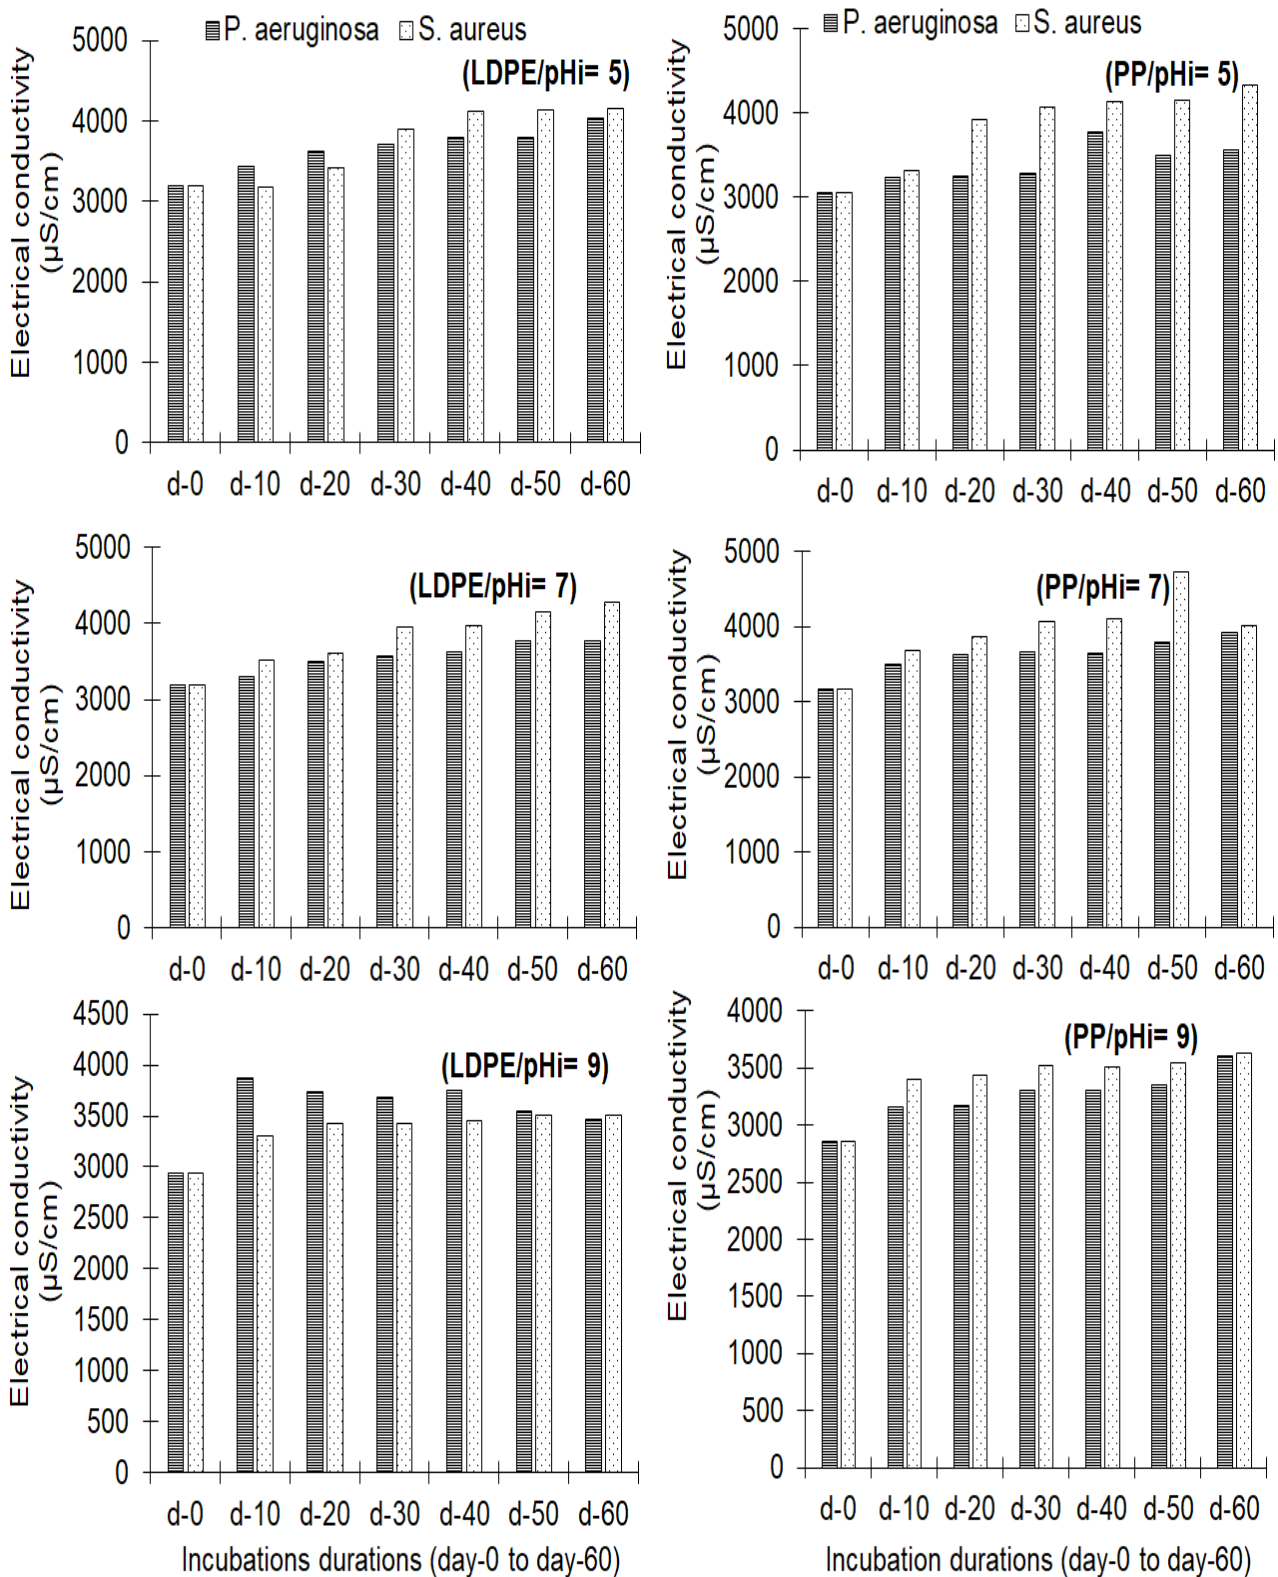 P. aeruginosa S. aureus
(LDPE/pHi= 5)
Electrical conductivity
(µS/cm)
5000
4000
3000
2000
1000
0
d-0 d-10 d-20 d-30 d-40 d-50 d-60
P. aeruginosa S. aureus
(PP/pHi= 5)
Electrical conductivity
(µS/cm)
5000
4000
3000
2000
1000
0
d-0 d-10 d-20 d-30 d-40 d-50 d-60
(LDPE/pHi= 7)
Electrical conductivity
(µS/cm)
5000
4000
3000
2000
1000
0
d-0 d-10 d-20 d-30 d-40 d-50 d-60
(PP/pHi= 7)
Electrical conductivity
(µS/cm)
5000
4000
3000
2000
1000
0
d-0 d-10 d-20 d-30 d-40 d-50 d-60
(LDPE/pHi= 9)
Electrical conductivity
(µS/cm)
4500
4000
3500
3000
2500
2000
1500
1000
500
0
d-0 d-10 d-20 d-30 d-40 d-50 d-60
Incubations durations (day-0 to day-60)
(PP/pHi= 9)
Electrical conductivity
(µS/cm)
4000
3500
3000
2500
2000
1500
1000
500
0
d-0 d-10 d-20 d-30 d-40 d-50 d-60
Incubation durations (day-0 to day-60)